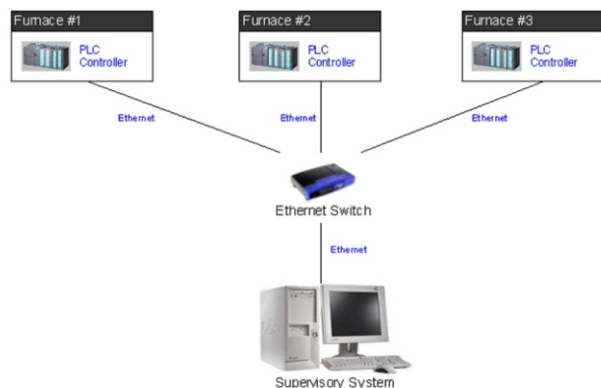 Furnace #1
PLC
Controller
Furnace #2
PLC
Controller
Furnace #3
PLC
Controller
Ethernet
Ethernet
Ethernet
Ethernet Switch
Ethernet
Supervisory System